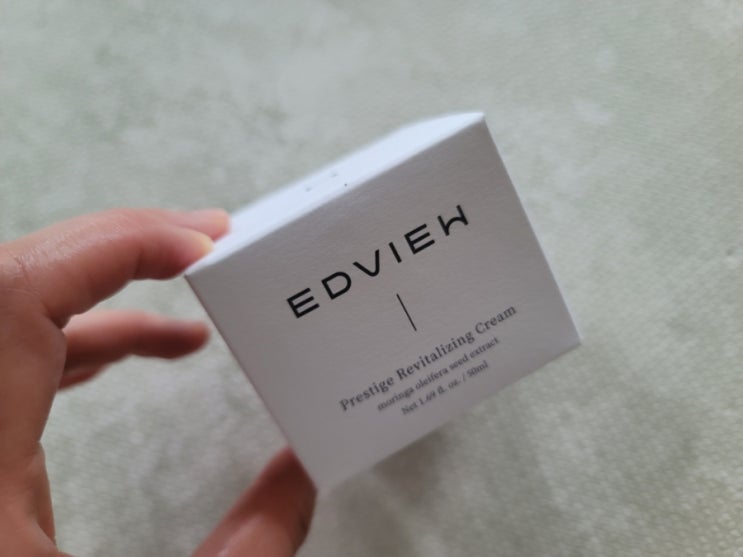 EDVIEW
Prestige Revitalizing Cream
moringa oleifera seed extract
Net 1.69 fl. oz. / 50ml